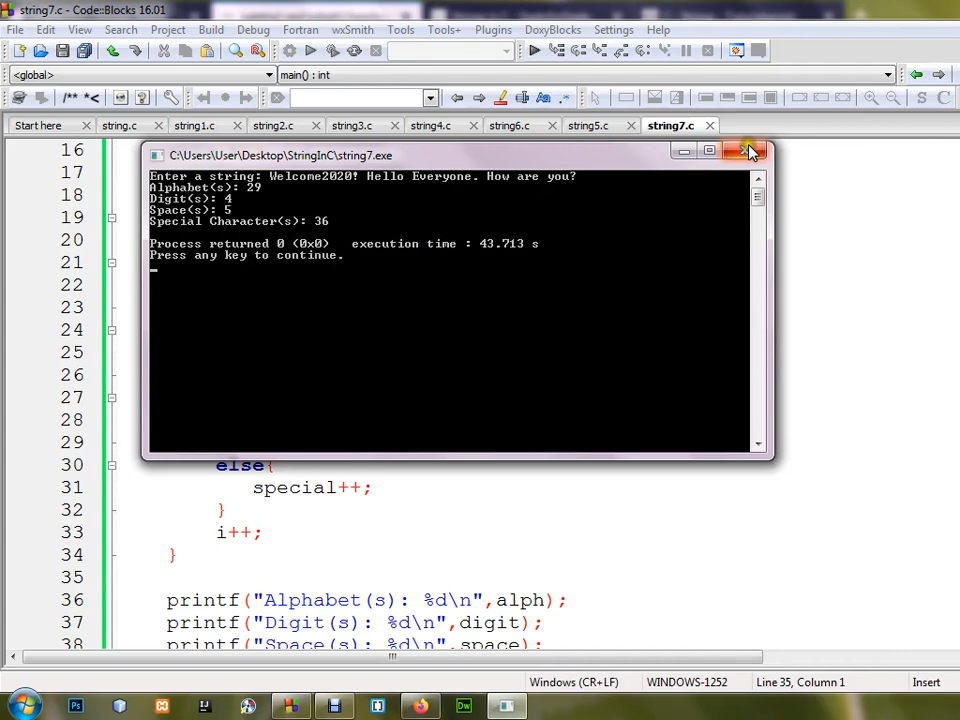 string7.c - Code::Blocks 16.01
File Edit View Search Project Build Debug Fortran wxSmith Tools Tools+ Plugins DoxyBlocks Settings Help
<global> main() : int
/** *<
S C
Start here string.c string1.c string2.c string3.c string4.c string6.c string5.c string7.c
C:\Users\User\Desktop\StringInC\string7.exe
Enter a string: Welcome2020! Hello Everyone. How are you?
Alphabet(s): 29
Digit(s): 4
Space(s): 5
Special Character(s): 36
Process returned 0 (0x0)   execution time : 43.713 s
Press any key to continue.
16
17
18
19
20
21
22
23
24
25
26
27
28
29
30 else{
31 special++;
32 }
33 i++;
34 }
35
36 printf("Alphabet(s): %d\n",alph);
37 printf("Digit(s): %d\n",digit);
38 printf("Space(s): %d\n",space);
Windows (CR+LF) WINDOWS-1252 Line 35, Column 1 Insert
Ps Dw